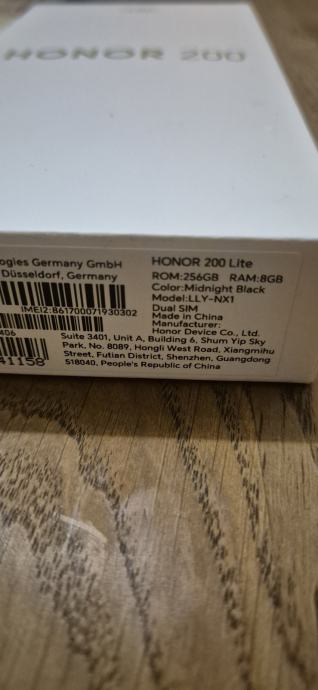 HONOR 200
ogies Germany GmbH
Düsseldorf, Germany
IMEI2:861700071930302
406
41158
HONOR 200 Lite
ROM:256GB RAM:8GB
Color:Midnight Black
Model:LLY-NX1
Dual SIM
Made in China
Manufacturer:
Honor Device Co., Ltd.
Suite 3401, Unit A, Building 6, Shum Yip Sky
Park, No. 8089, Hongli West Road, Xiangmihu
Street, Futian District, Shenzhen, Guangdong
518040, People's Republic of China